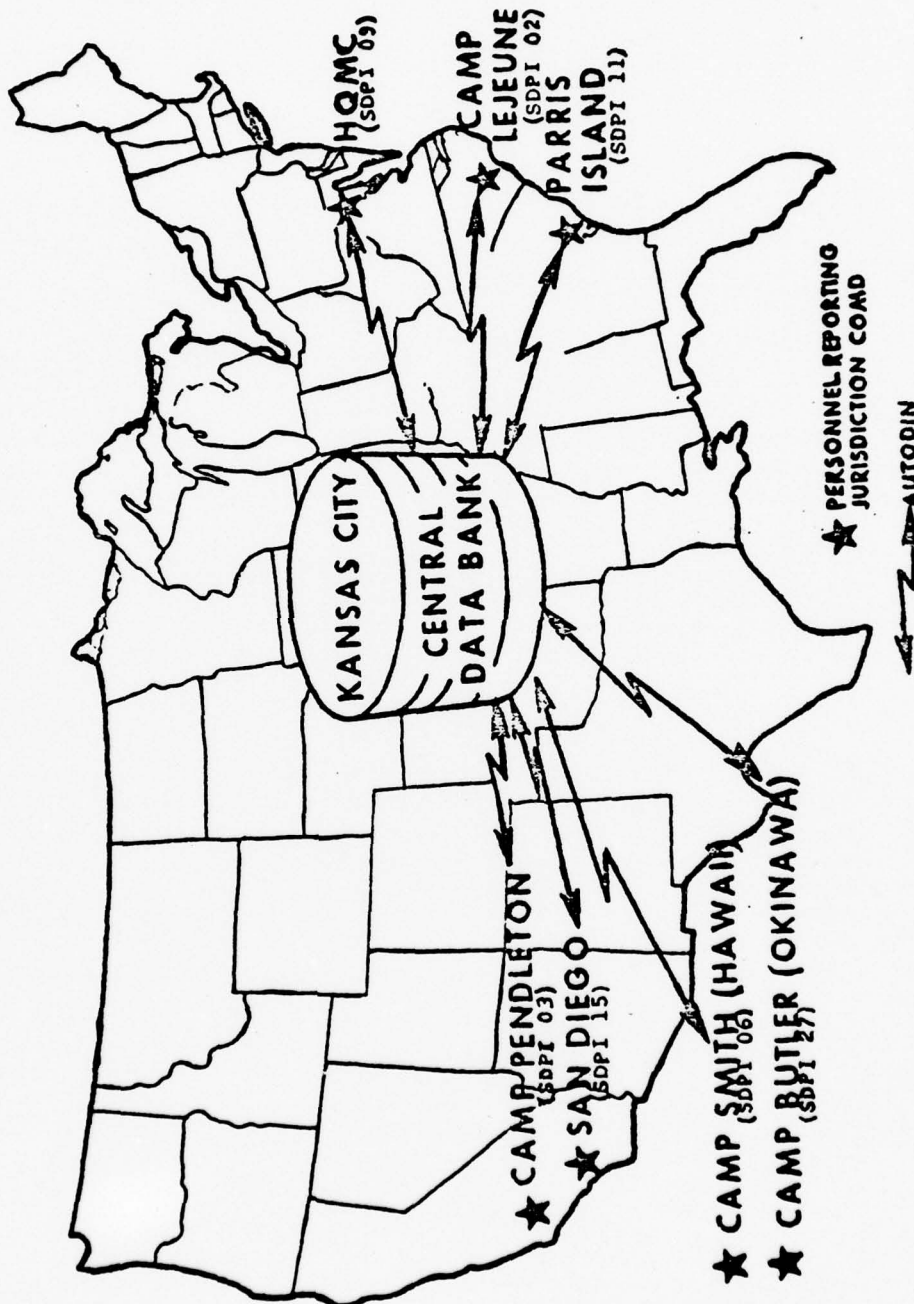 KANSAS CITY
CENTRAL
DATA BANK
HQMC
(SDPI 09)
CAMP
LEJEUNE
(SDPI 02)
PARRIS
ISLAND
(SDPI 11)
CAMP PENDLETON
(SDPI 03)
SAN DIEGO
(SDPI 15)
CAMP SMITH (HAWAII)
(SDPI 06)
CAMP BUTLER (OKINAWA)
(SDPI 27)
PERSONNEL REPORTING
JURISDICTION COMD
AUTODIN